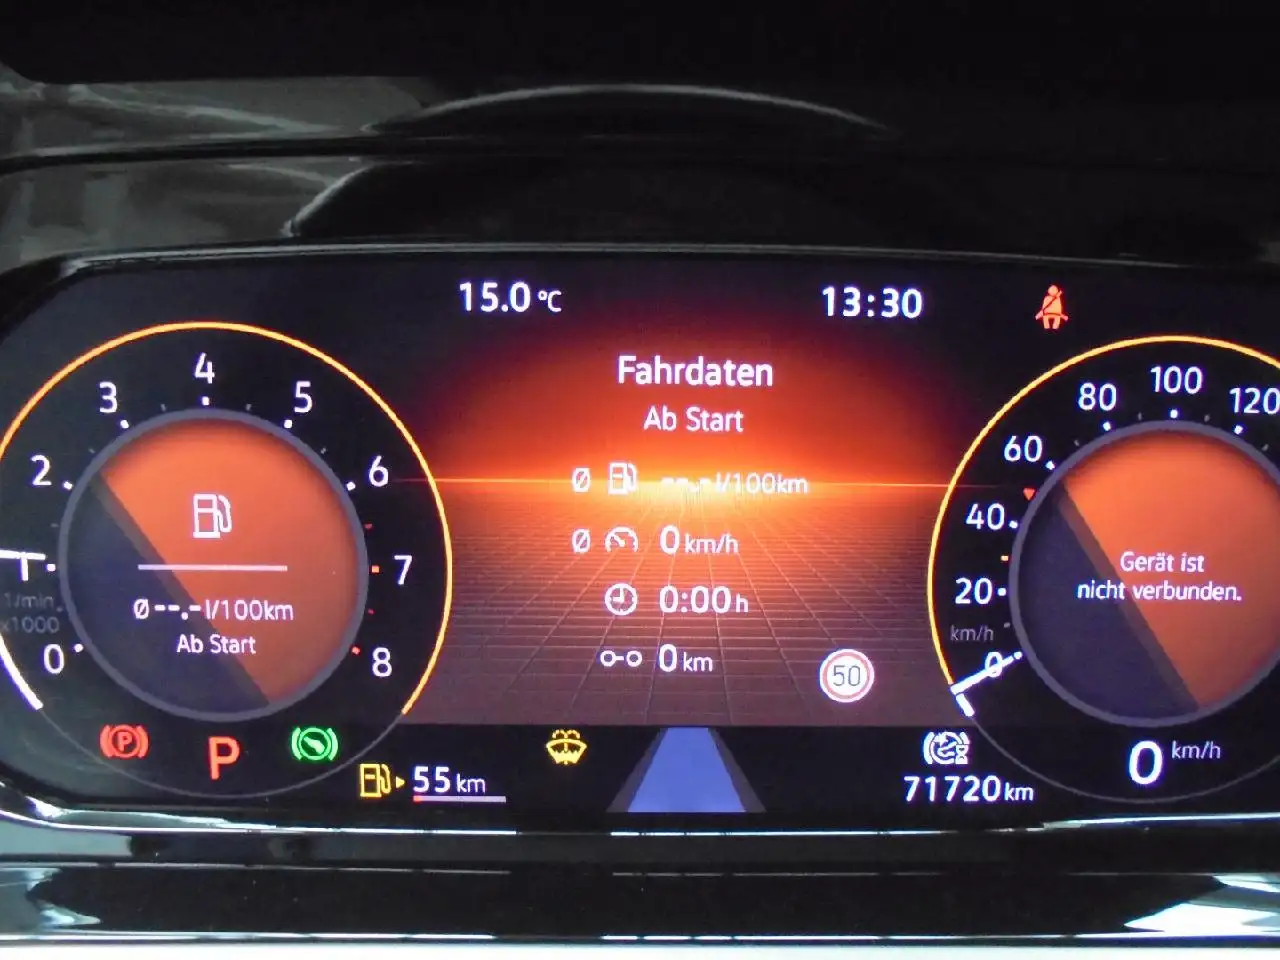 15.0 °C
13:30
Fahrdaten
Ab Start
Ø --.- l/100km
Ø 0 km/h
0:00 h
0 km
50
0
2
3
4
5
6
7
8
1/min
x1000
Ø --.- l/100km
Ab Start
P
P
55 km
0
20
40
60
80
100
120
km/h
Gerät ist
nicht verbunden.
71720 km
0 km/h